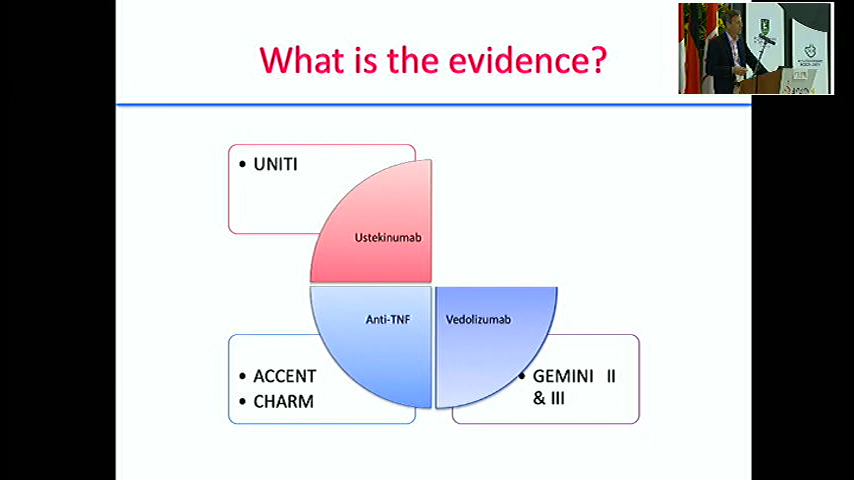 What is the evidence?
• UNITI
Ustekinumab
Anti-TNF
Vedolizumab
• ACCENT
• CHARM
• GEMINI II
& III